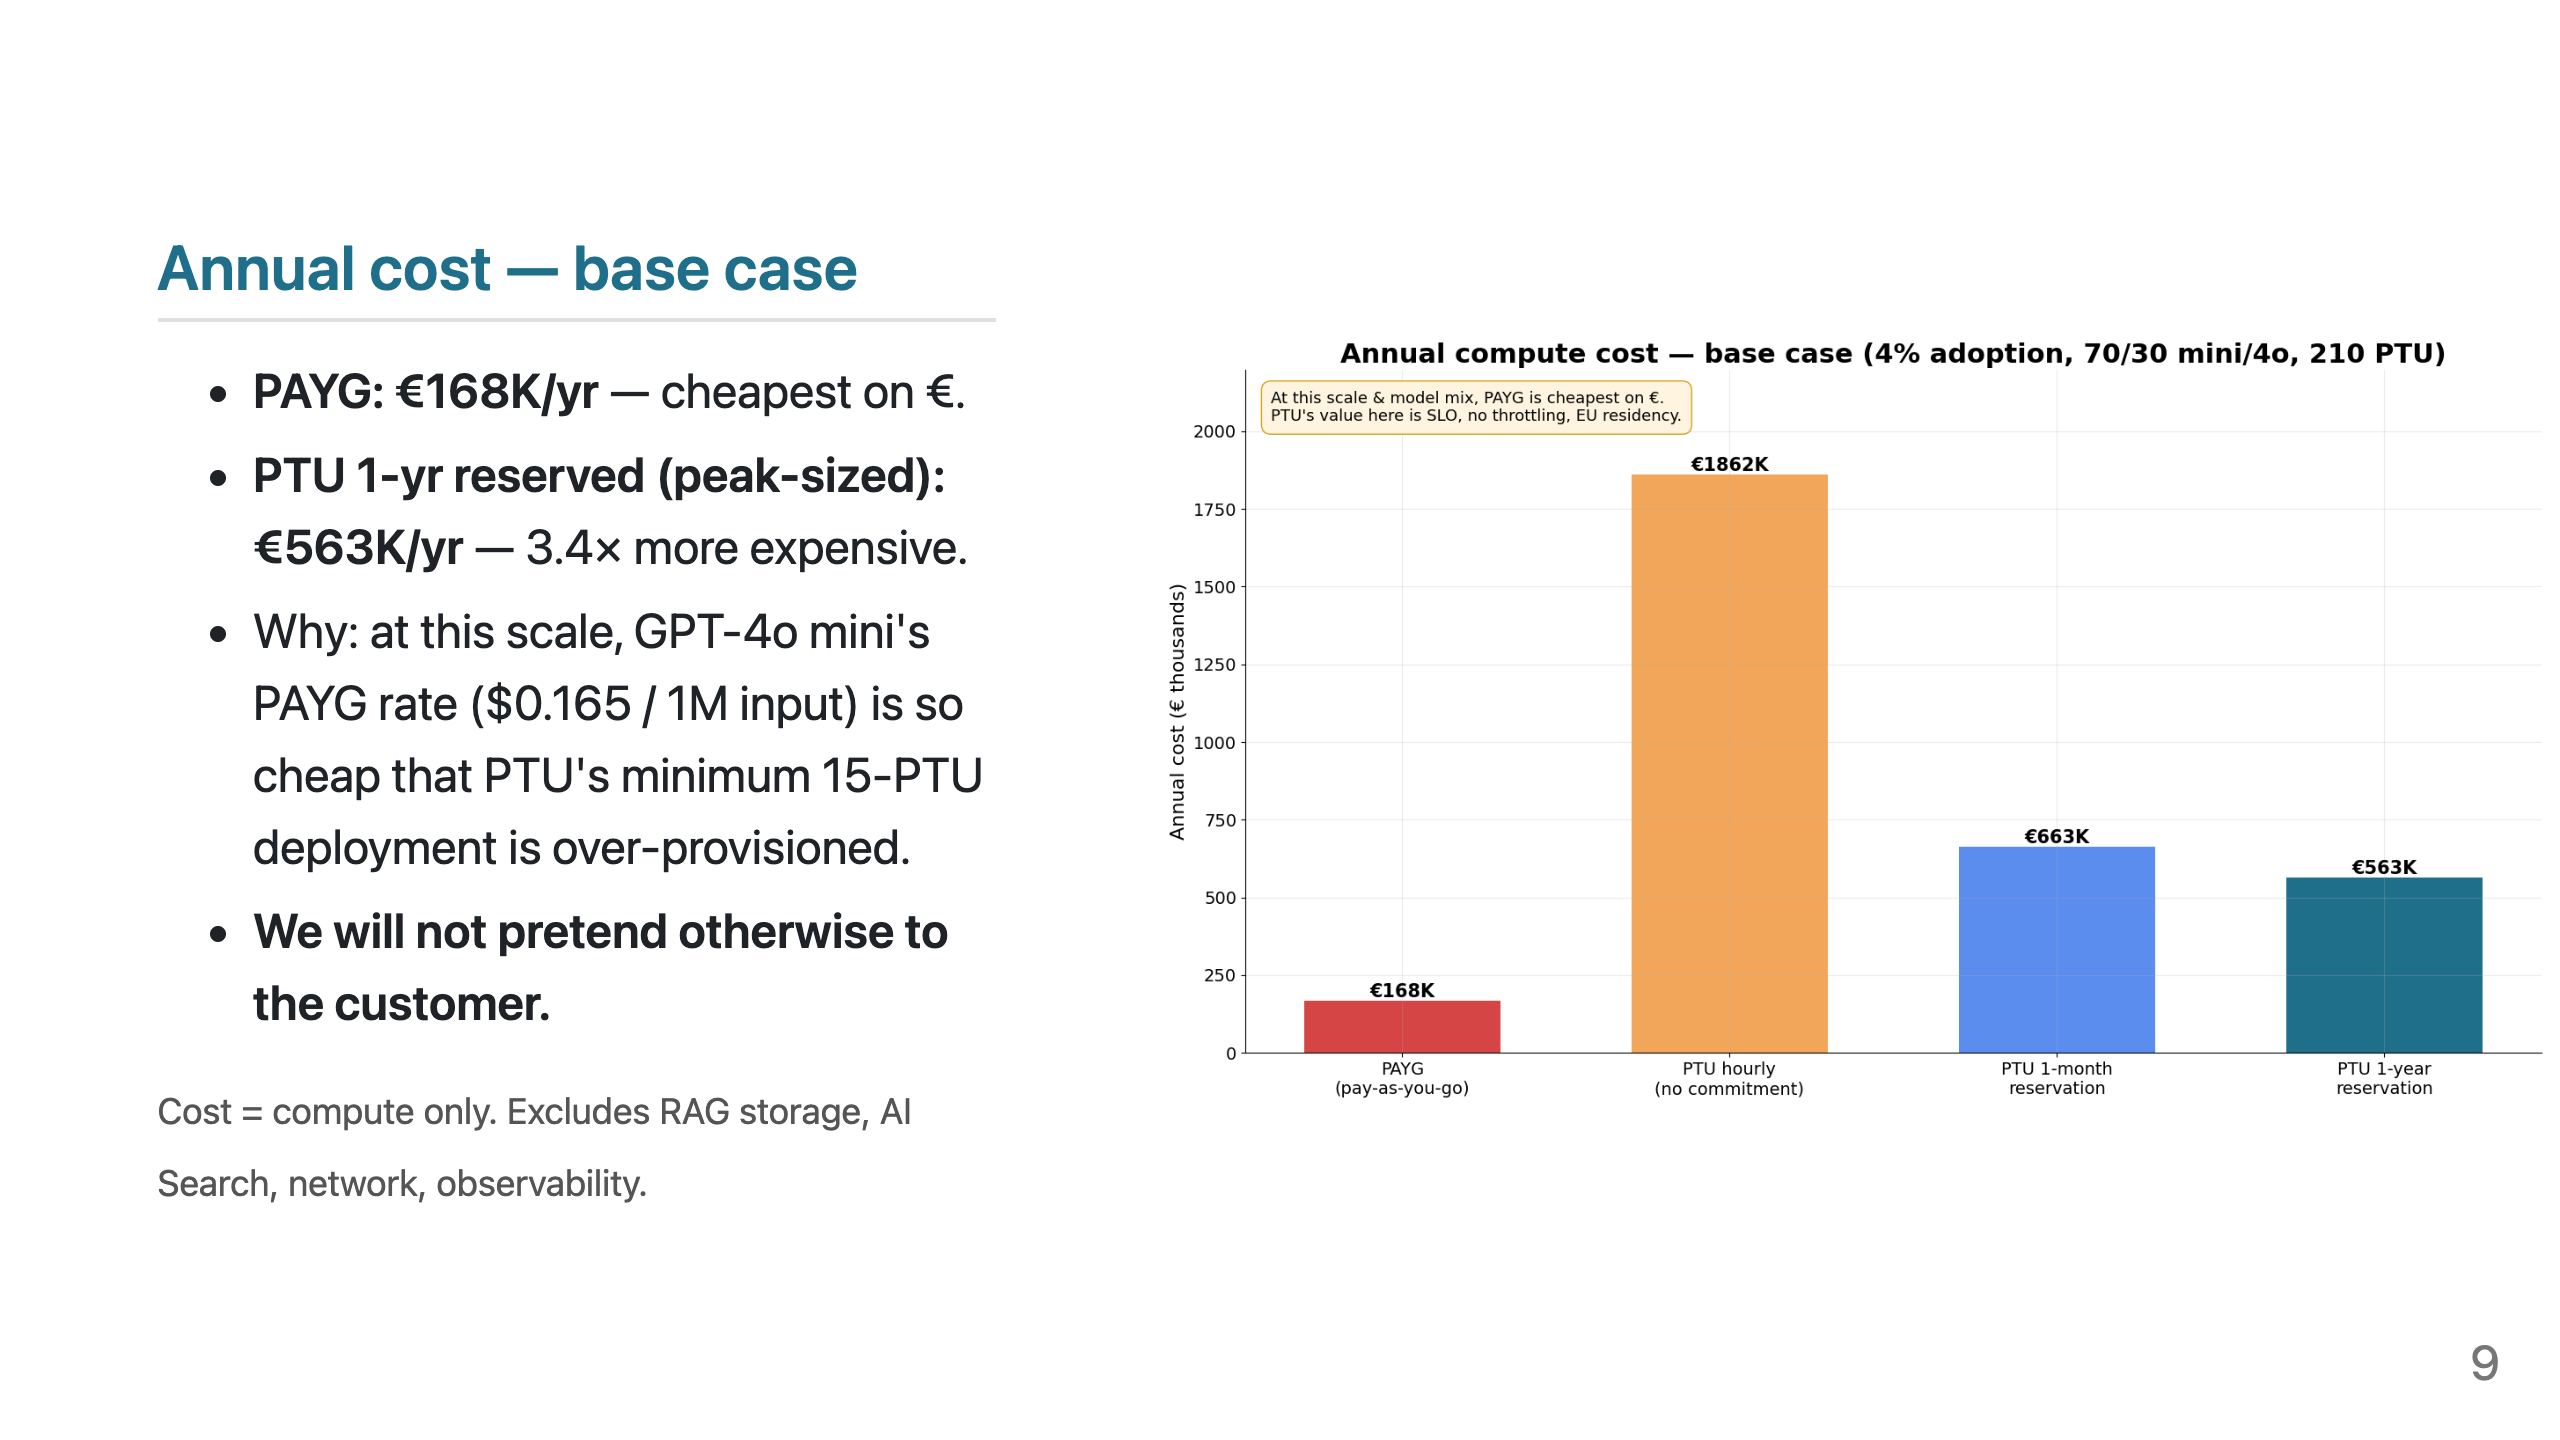 Annual cost — base case
• PAYG: €168K/yr — cheapest on €.
• PTU 1-yr reserved (peak-sized):
€563K/yr — 3.4× more expensive.
• Why: at this scale, GPT-4o mini's
PAYG rate ($0.165 / 1M input) is so
cheap that PTU's minimum 15-PTU
deployment is over-provisioned.
• We will not pretend otherwise to
the customer.
Cost = compute only. Excludes RAG storage, AI
Search, network, observability.
Annual compute cost — base case (4% adoption, 70/30 mini/4o, 210 PTU)
At this scale & model mix, PAYG is cheapest on €.
PTU's value here is SLO, no throttling, EU residency.
Annual cost (€ thousands)
2000
1750
1500
1250
1000
750
500
250
0
€168K
€1862K
€663K
€563K
PAYG
(pay-as-you-go)
PTU hourly
(no commitment)
PTU 1-month
reservation
PTU 1-year
reservation
9